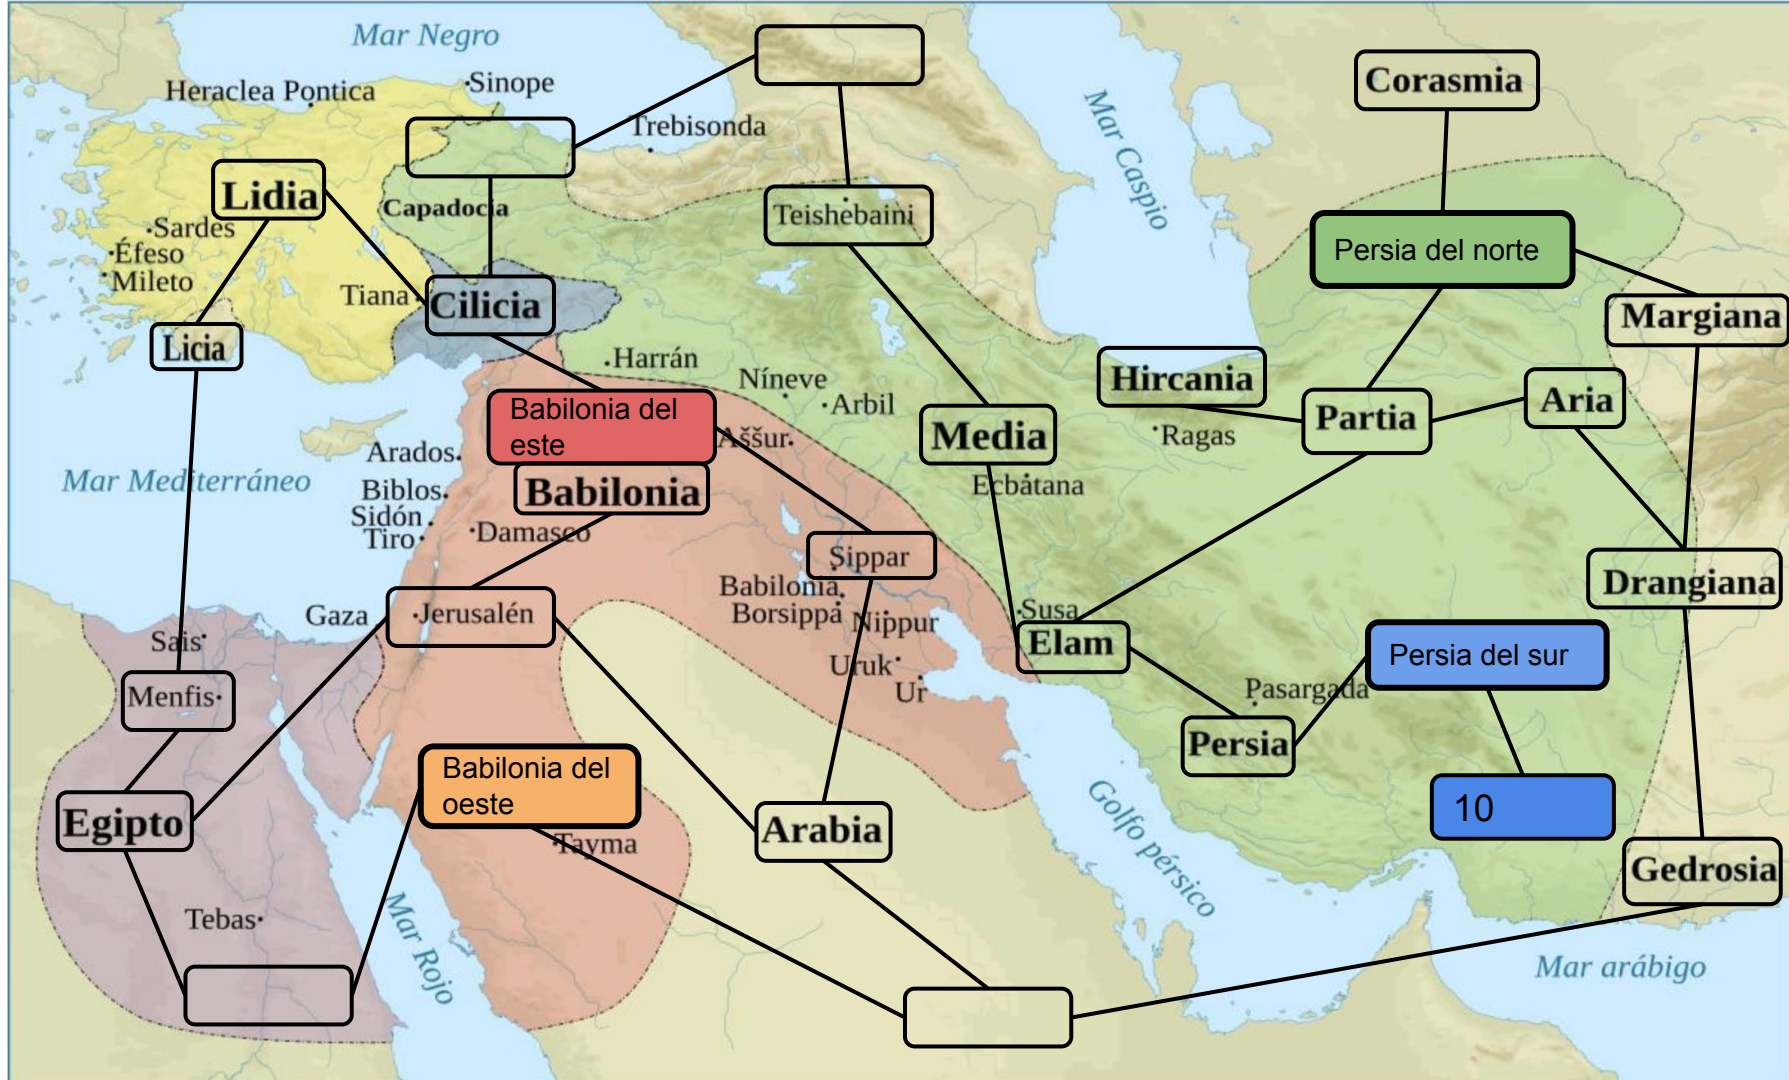 Mar Negro
Sinope
Heraclea Pontica
Trebisonda
Mar Caspio
Corasmia
Lidia
Capadocia
Teishebaini
Sardes
Éfeso
Mileto
Tiana
Cilicia
Persia del norte
Margiana
Licia
Harrán
Níneve
Arbil
Hircania
Partia
Aria
Ragas
Babilonia del
este
Aššur
Media
Ecbatana
Mar Mediterráneo
Arados
Biblos
Sidón
Tiro
Babilonia
Damasco
Sippar
Babilonia
Borsippa
Nippur
Uruk
Ur
Susa
Elam
Drangiana
Gaza
Jerusalén
Sais
Menfis
Persia del sur
Pasargada
Persia
10
Egipto
Babilonia del
oeste
Tayma
Arabia
Golfo pérsico
Gedrosia
Tebas
Mar Rojo
Mar arábigo